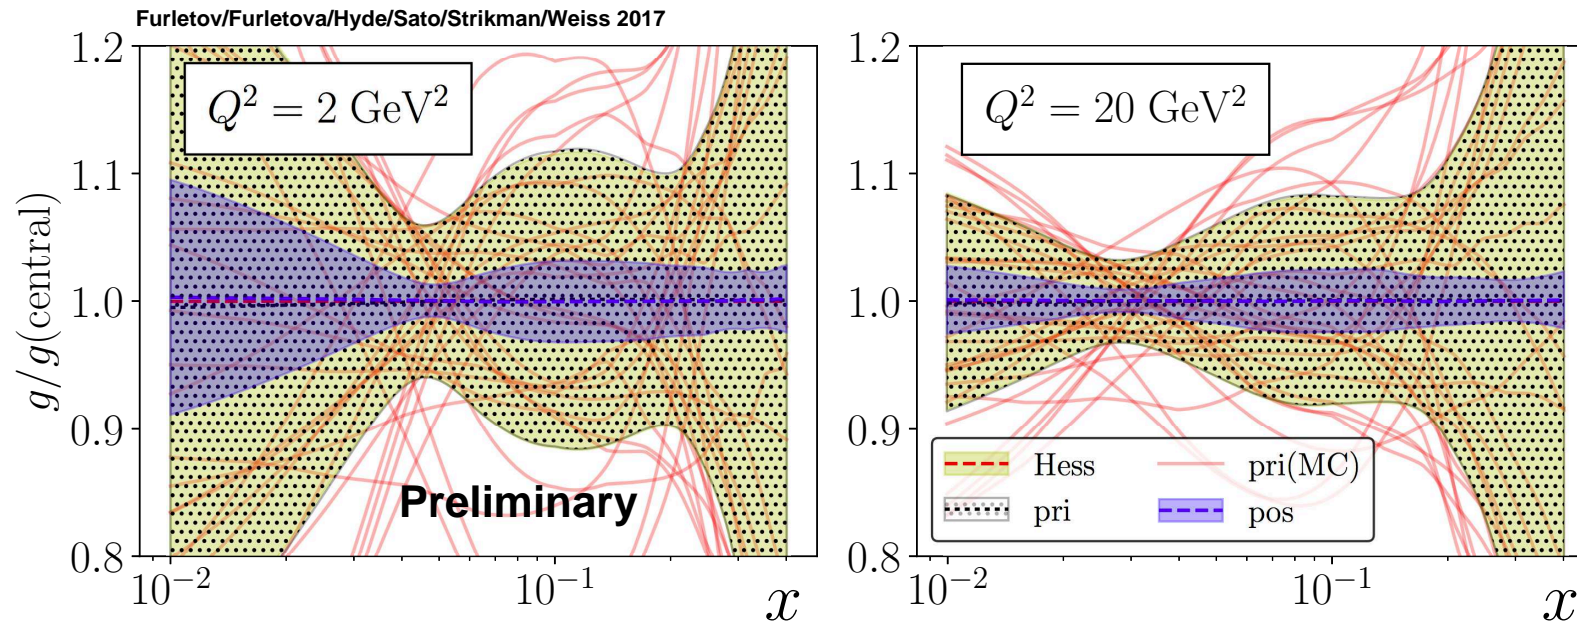 Furletov/Furletova/Hyde/Sato/Strikman/Weiss 2017
g/g(central)
1.2
1.1
1.0
0.9
0.8
Q² = 2 GeV²
Preliminary
10⁻²
10⁻¹
x
1.2
1.1
1.0
0.9
0.8
Q² = 20 GeV²
Hess
pri(MC)
pri
pos
10⁻²
10⁻¹
x